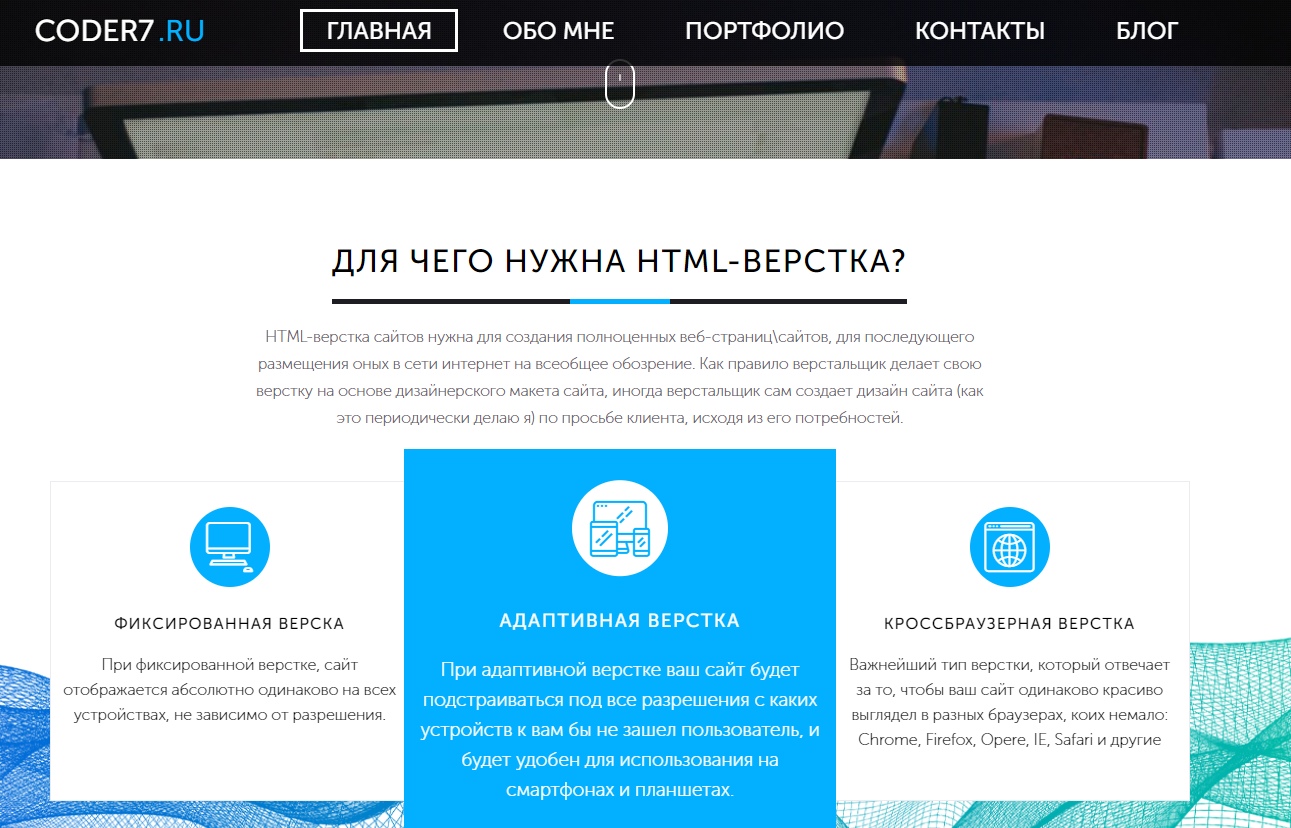 CODER7.RU ГЛАВНАЯ ОБО МНЕ ПОРТФОЛИО КОНТАКТЫ БЛОГ
ДЛЯ ЧЕГО НУЖНА HTML-ВЕРСТКА?
HTML-верстка сайтов нужна для создания полноценных веб-страниц\сайтов, для последующего
размещения оных в сети интернет на всеобщее обозрение. Как правило верстальщик делает свою
верстку на основе дизайнерского макета сайта, иногда верстальщик сам создает дизайн сайта (как
это периодически делаю я) по просьбе клиента, исходя из его потребностей.
ФИКСИРОВАННАЯ ВЕРСКА
При фиксированной верстке, сайт
отображается абсолютно одинаково на всех
устройствах, не зависимо от разрешения.
АДАПТИВНАЯ ВЕРСТКА
При адаптивной верстке ваш сайт будет
подстраиваться под все разрешения с каких
устройств к вам бы не зашел пользователь, и
будет удобен для использования на
смартфонах и планшетах.
КРОССБРАУЗЕРНАЯ ВЕРСТКА
Важнейший тип верстки, который отвечает
за то, чтобы ваш сайт одинаково красиво
выглядел в разных браузерах, коих немало:
Chrome, Firefox, Opere, IE, Safari и другие